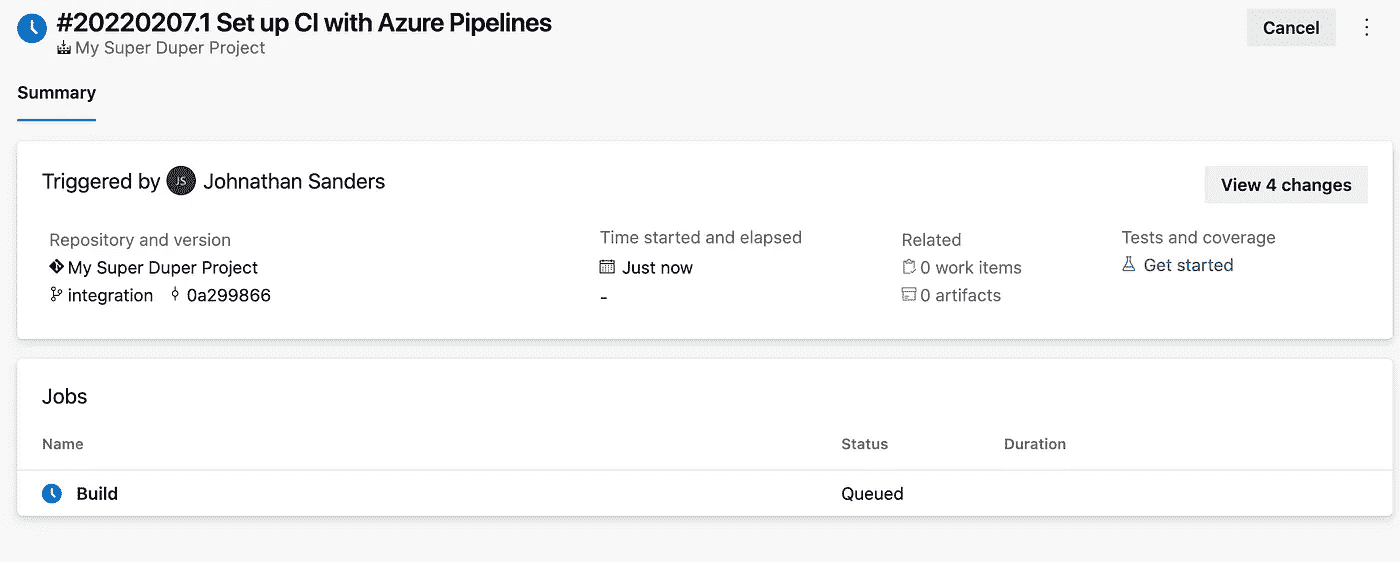 #20220207.1 Set up CI with Azure Pipelines
My Super Duper Project
Cancel
Summary
Triggered by JS Johnathan Sanders
View 4 changes
Repository and version
My Super Duper Project
integration 0a299866
Time started and elapsed
Just now
-
Related
0 work items
0 artifacts
Tests and coverage
Get started
Jobs
Name Status Duration
Build Queued